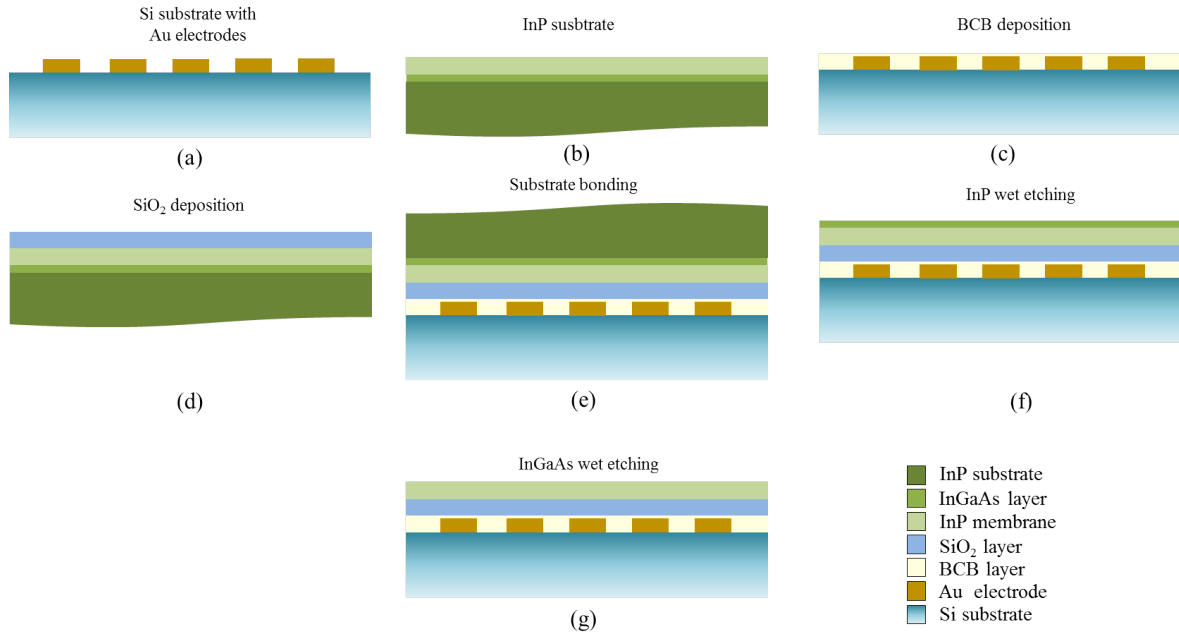 Si substrate with
Au electrodes
(a)
InP susbtrate
(b)
BCB deposition
(c)
SiO2 deposition
(d)
Substrate bonding
(e)
InP wet etching
(f)
InGaAs wet etching
(g)
InP substrate
InGaAs layer
InP membrane
SiO2 layer
BCB layer
Au electrode
Si substrate